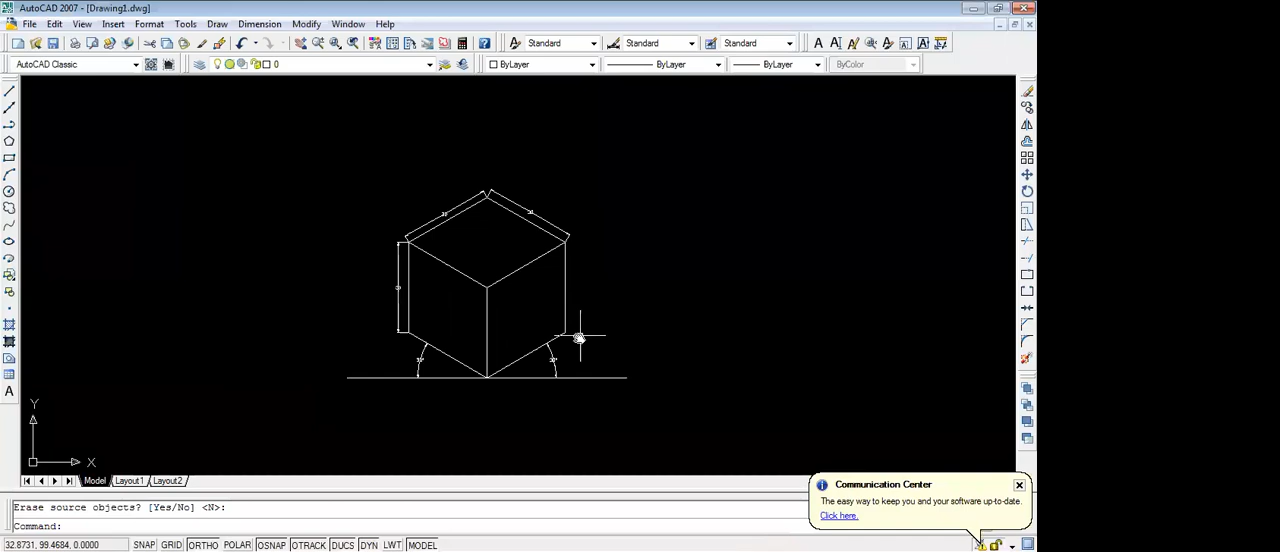 AutoCAD 2007 - [Drawing1.dwg]
File Edit View Insert Format Tools Draw Dimension Modify Window Help
Standard Standard Standard
AutoCAD Classic 0 ByLayer ByLayer ByLayer ByColor
Y
X
Model Layout1 Layout2
Communication Center
The easy way to keep you and your software up-to-date.
Click here.
Erase source objects? [Yes/No] <N>:
Command:
32.8731, 99.4684, 0.0000 SNAP GRID ORTHO POLAR OSNAP OTRACK DUCS DYN LWT MODEL